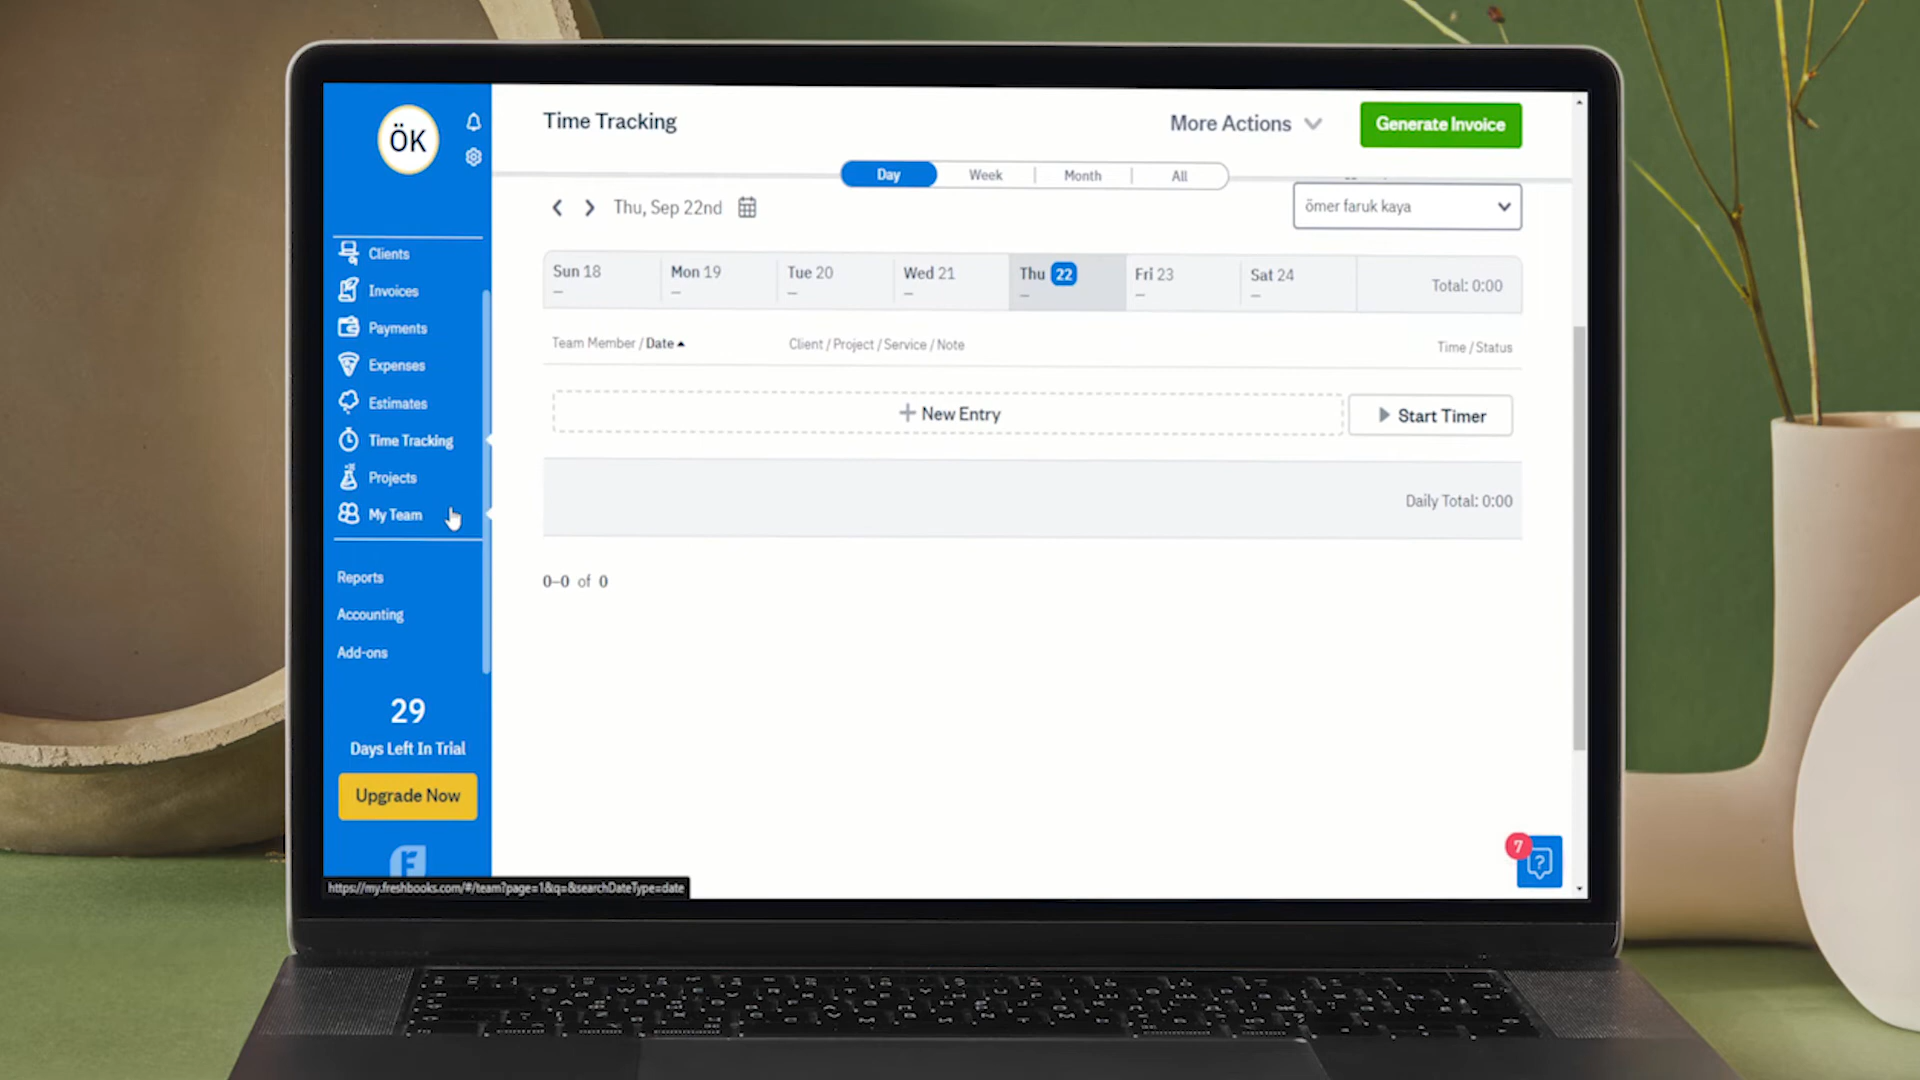 ÖK
Clients
Invoices
Payments
Expenses
Estimates
Time Tracking
Projects
My Team
Reports
Accounting
Add-ons
29
Days Left In Trial
Upgrade Now
https://my.freshbooks.com/#/team?page=1&q=&searchDateType=date
Time Tracking
More Actions
Generate Invoice
Day Week Month All
Thu, Sep 22nd
ömer faruk kaya
Sun 18 Mon 19 Tue 20 Wed 21 Thu 22 Fri 23 Sat 24 Total: 0:00
– – – – – – –
Team Member / Date Client / Project / Service / Note Time / Status
+ New Entry Start Timer
Daily Total: 0:00
0–0 of 0
7
?